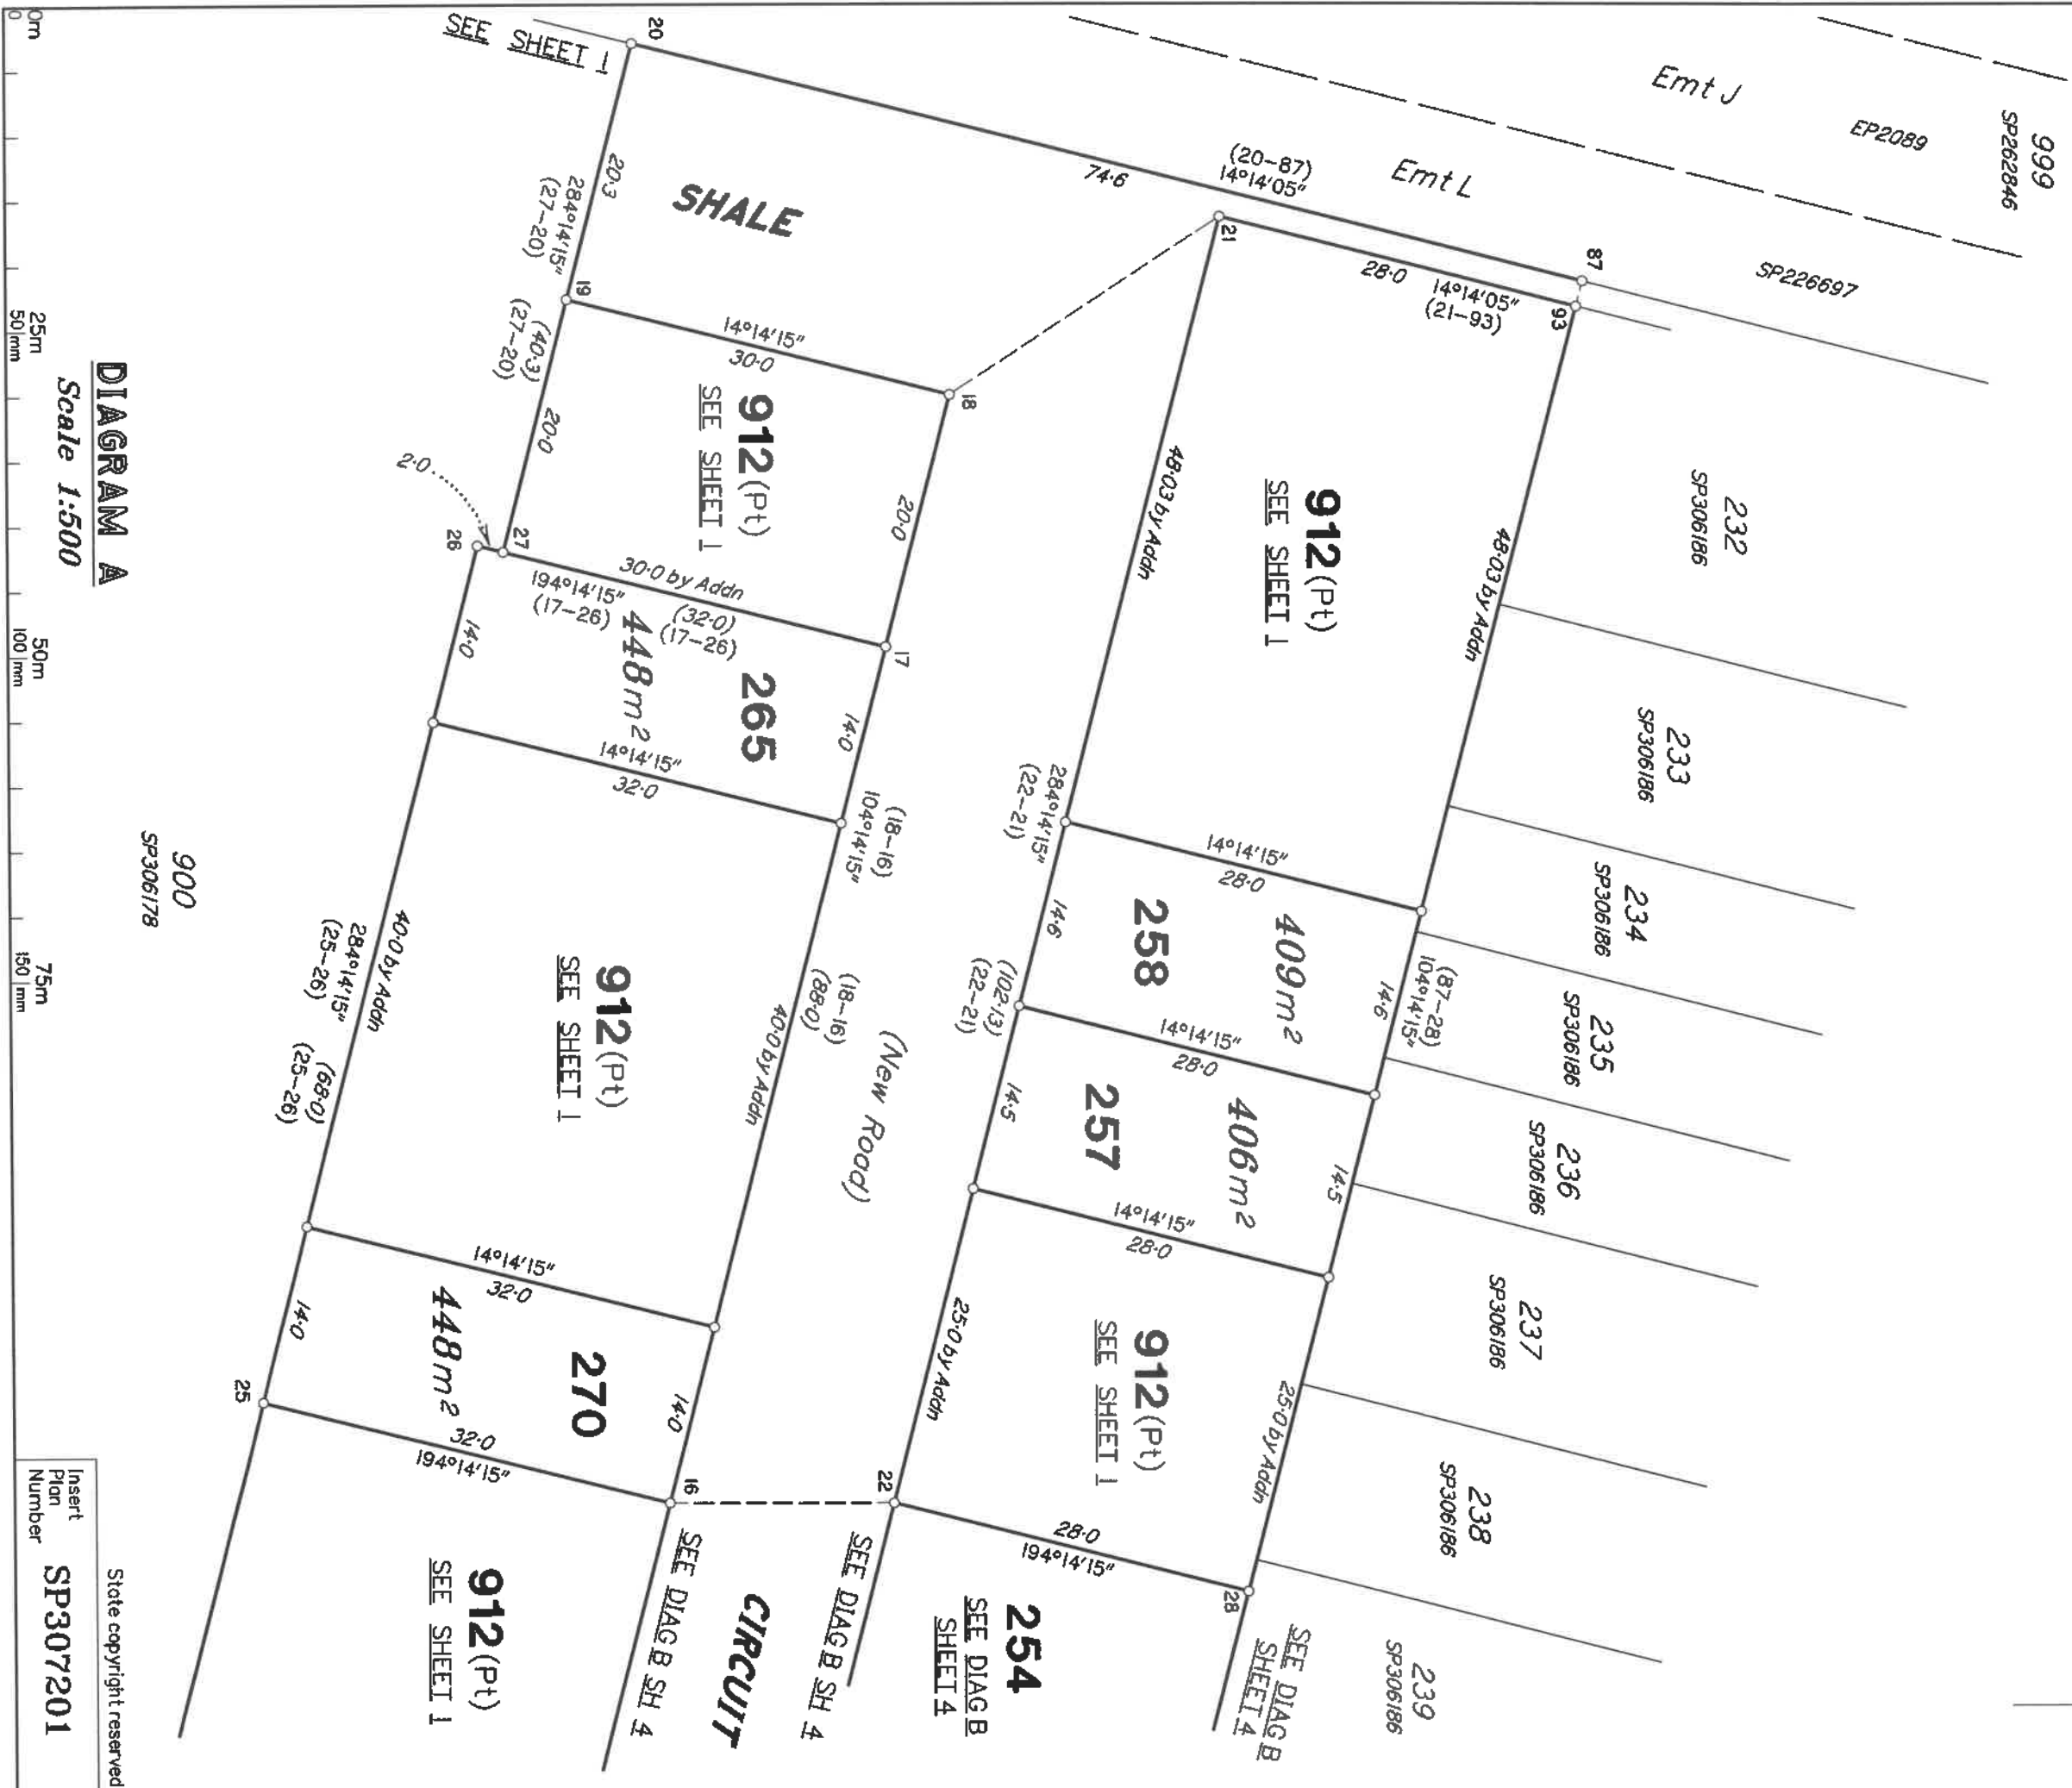 999
SP262846
EP2089
Emt J
SP226697
Emt L
(20-87)
14°14'05"
74·6
20
SEE SHEET 1
87
93
14°14'05"
(21-93)
28·0
21
SHALE
20·3
284°14'15"
(27-20)
19
(40·3)
(27-20)
20·0
14°14'15"
30·0
18
912(Pt)
SEE SHEET 1
20·0
2·0
27
26
30·0 by Addn
194°14'15"
(17-26)
(32·0)
(17-26)
17
232
SP306186
233
SP306186
234
SP306186
235
SP306186
236
SP306186
237
SP306186
238
SP306186
239
SP306186
48·03 by Addn
912(Pt)
SEE SHEET 1
48·03 by Addn
284°14'15"
(22-21)
14°14'15"
28·0
(87-28)
104°14'15"
14·6
409m2
258
14·6
(102·13)
(22-21)
14°14'15"
28·0
14·5
406m2
257
14·5
14°14'15"
28·0
25·0 by Addn
912(Pt)
SEE SHEET 1
25·0 by Addn
28·0
194°14'15"
28
22
SEE DIAG B
SHEET 4
254
SEE DIAG B
SHEET 4
SEE DIAG B SH 4
CIRCUIT
SEE DIAG B SH 4
(New Road)
265
448m2
14·0
14·0
14°14'15"
32·0
(18-16)
104°14'15"
(18-16)
(88·0)
40·0 by Addn
912(Pt)
SEE SHEET 1
40·0 by Addn
284°14'15"
(25-26)
(68·0)
(25-26)
14°14'15"
32·0
270
448m2
14·0
14·0
32·0
194°14'15"
16
25
912(Pt)
SEE SHEET 1
900
SP306178
DIAGRAM A
Scale 1:500
0m 25m 50m 75m
0 50mm 100mm 150mm
State copyright reserved
Insert
Plan
Number
SP307201